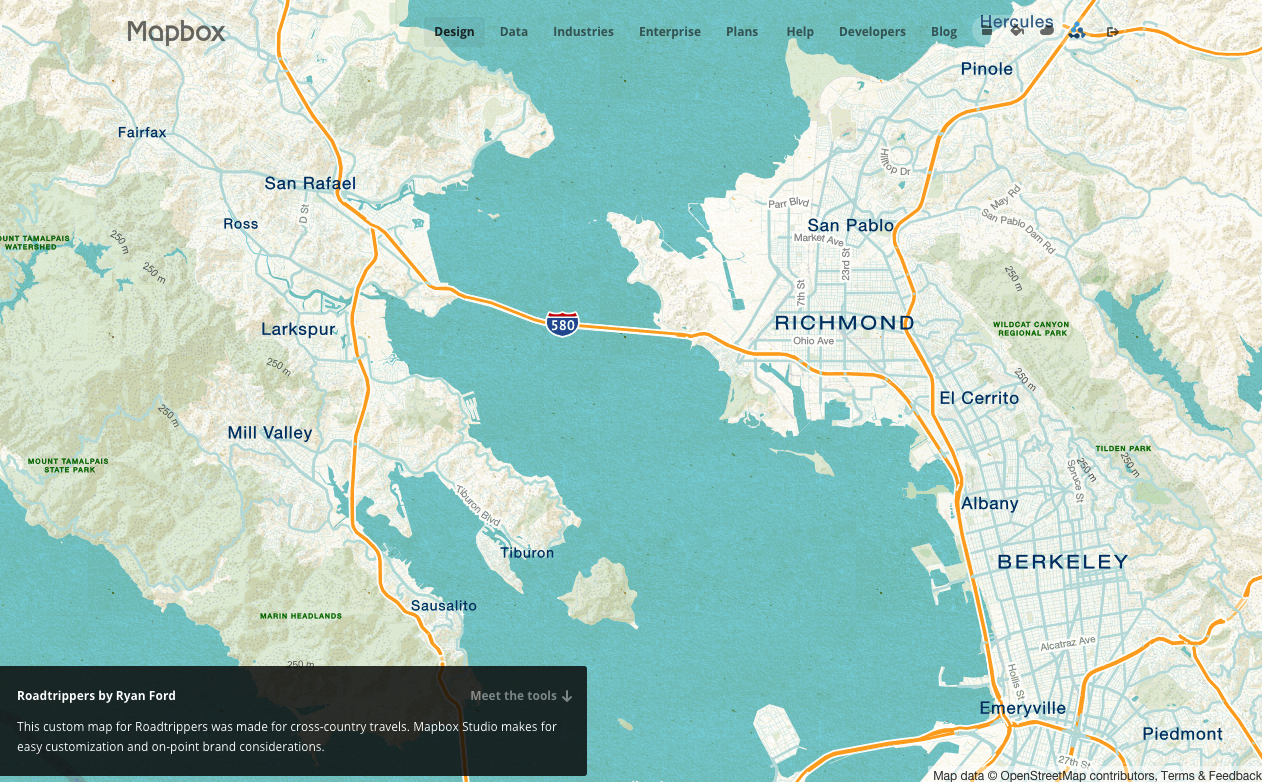 Mapbox
Design Data Industries Enterprise Plans Help Developers Blog
Hercules
Pinole
Fairfax
Hilltop Dr
San Rafael
May Rd
Parr Blvd
D St
Ross
San Pablo
San Pablo Dam Rd
OUNT TAMALPAIS
WATERSHED
250 m
Market Ave
23rd St
250 m
250 m
7th St
580
RICHMOND
WILDCAT CANYON
REGIONAL PARK
Larkspur
Ohio Ave
250 m
250 m
El Cerrito
250 m
Mill Valley
TILDEN PARK
MOUNT TAMALPAIS
STATE PARK
250 m
250 m
Spruce St
Tiburon Blvd
Albany
Tiburon
BERKELEY
Sausalito
MARIN HEADLANDS
Alcatraz Ave
250 m
Hollis St
Roadtrippers by Ryan Ford
Meet the tools
Emeryville
This custom map for Roadtrippers was made for cross-country travels. Mapbox Studio makes for
easy customization and on-point brand considerations.
Piedmont
27th St
Map data © OpenStreetMap contributors, Terms & Feedback